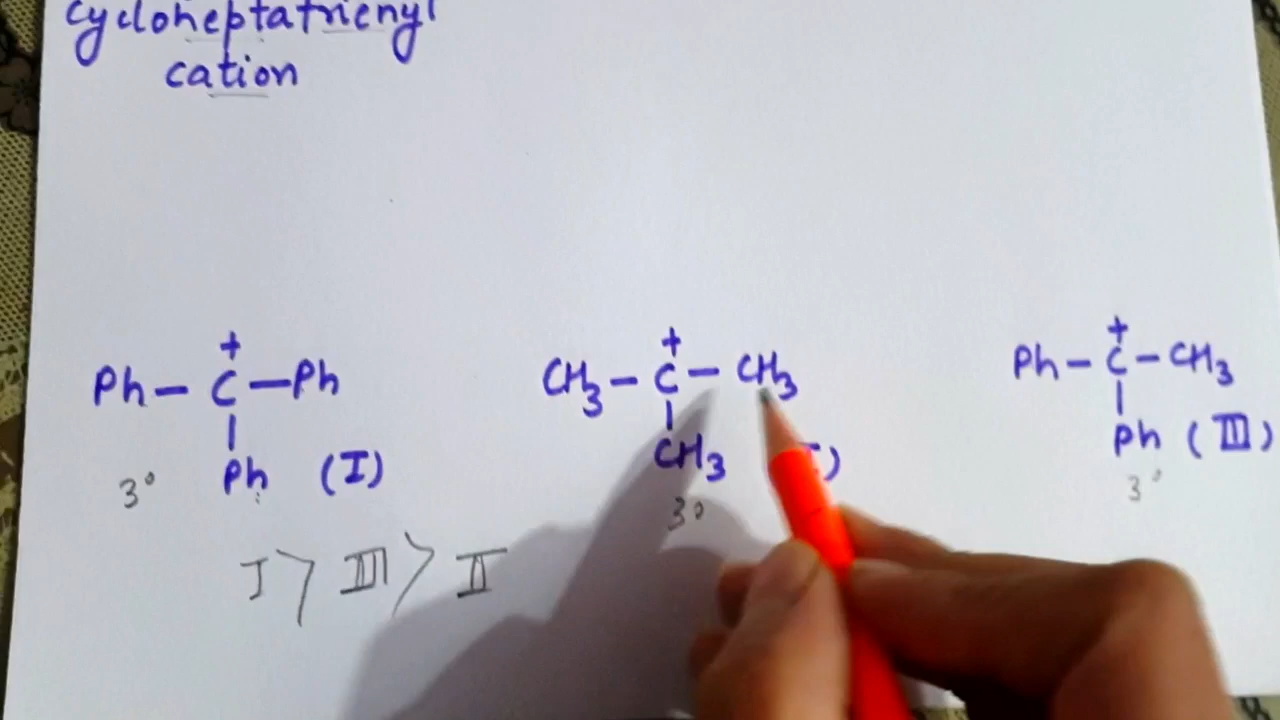 cycloheptatrienyl
cation
+ + +
Ph – C – Ph CH3 – C – CH3 Ph – C – CH3
| | |
3° Ph (I) CH3 ) Ph (III)
3° 3°
I > III > II